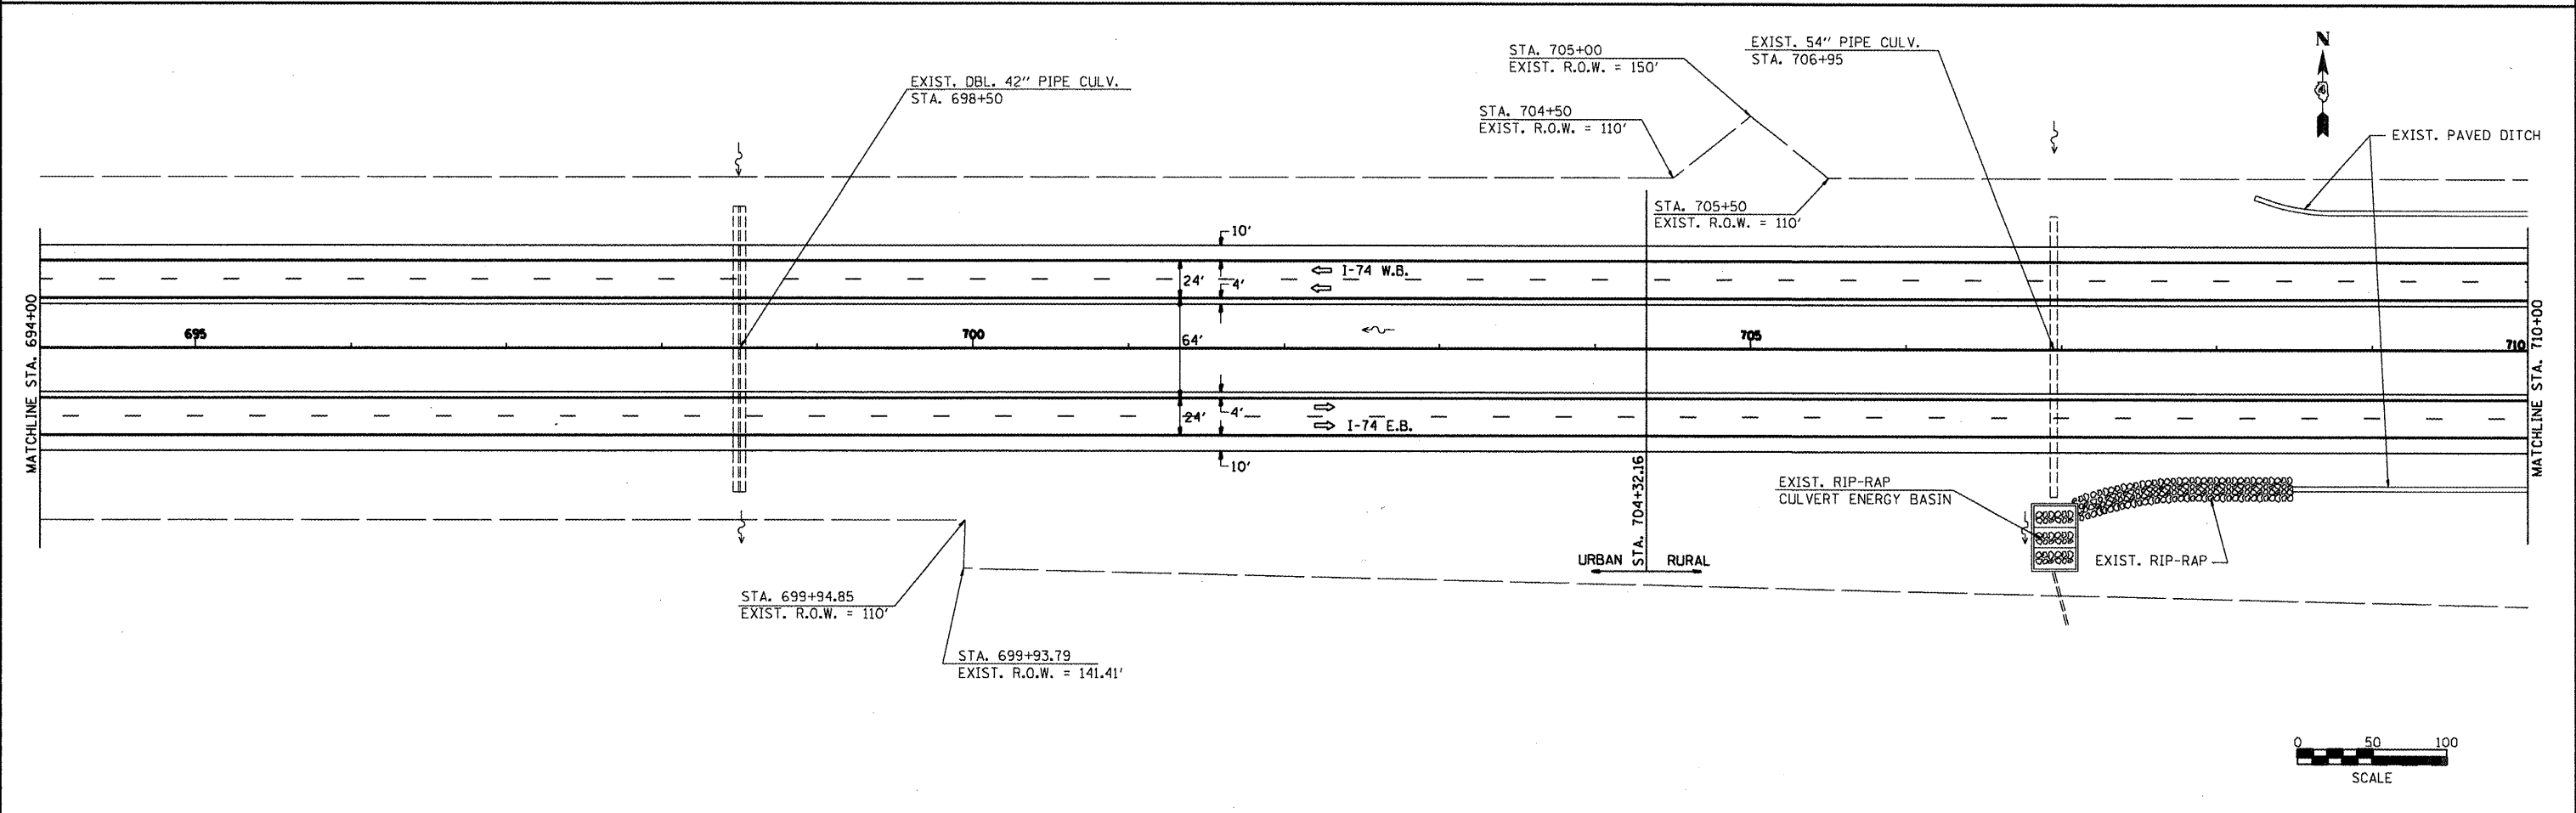 N
STA. 705+00
EXIST. R.O.W. = 150'
EXIST. 54" PIPE CULV.
STA. 706+95
EXIST. DBL. 42" PIPE CULV.
STA. 698+50
STA. 704+50
EXIST. R.O.W. = 110'
EXIST. PAVED DITCH
STA. 705+50
EXIST. R.O.W. = 110'
10'
I-74 W.B.
24'
4'
695
700
705
710
64'
MATCHLINE STA. 694+00
MATCHLINE STA. 710+00
24'
4'
I-74 E.B.
10'
STA. 704+32.16
EXIST. RIP-RAP
CULVERT ENERGY BASIN
URBAN
RURAL
EXIST. RIP-RAP
STA. 699+94.85
EXIST. R.O.W. = 110'
STA. 699+93.79
EXIST. R.O.W. = 141.41'
0 50 100
SCALE